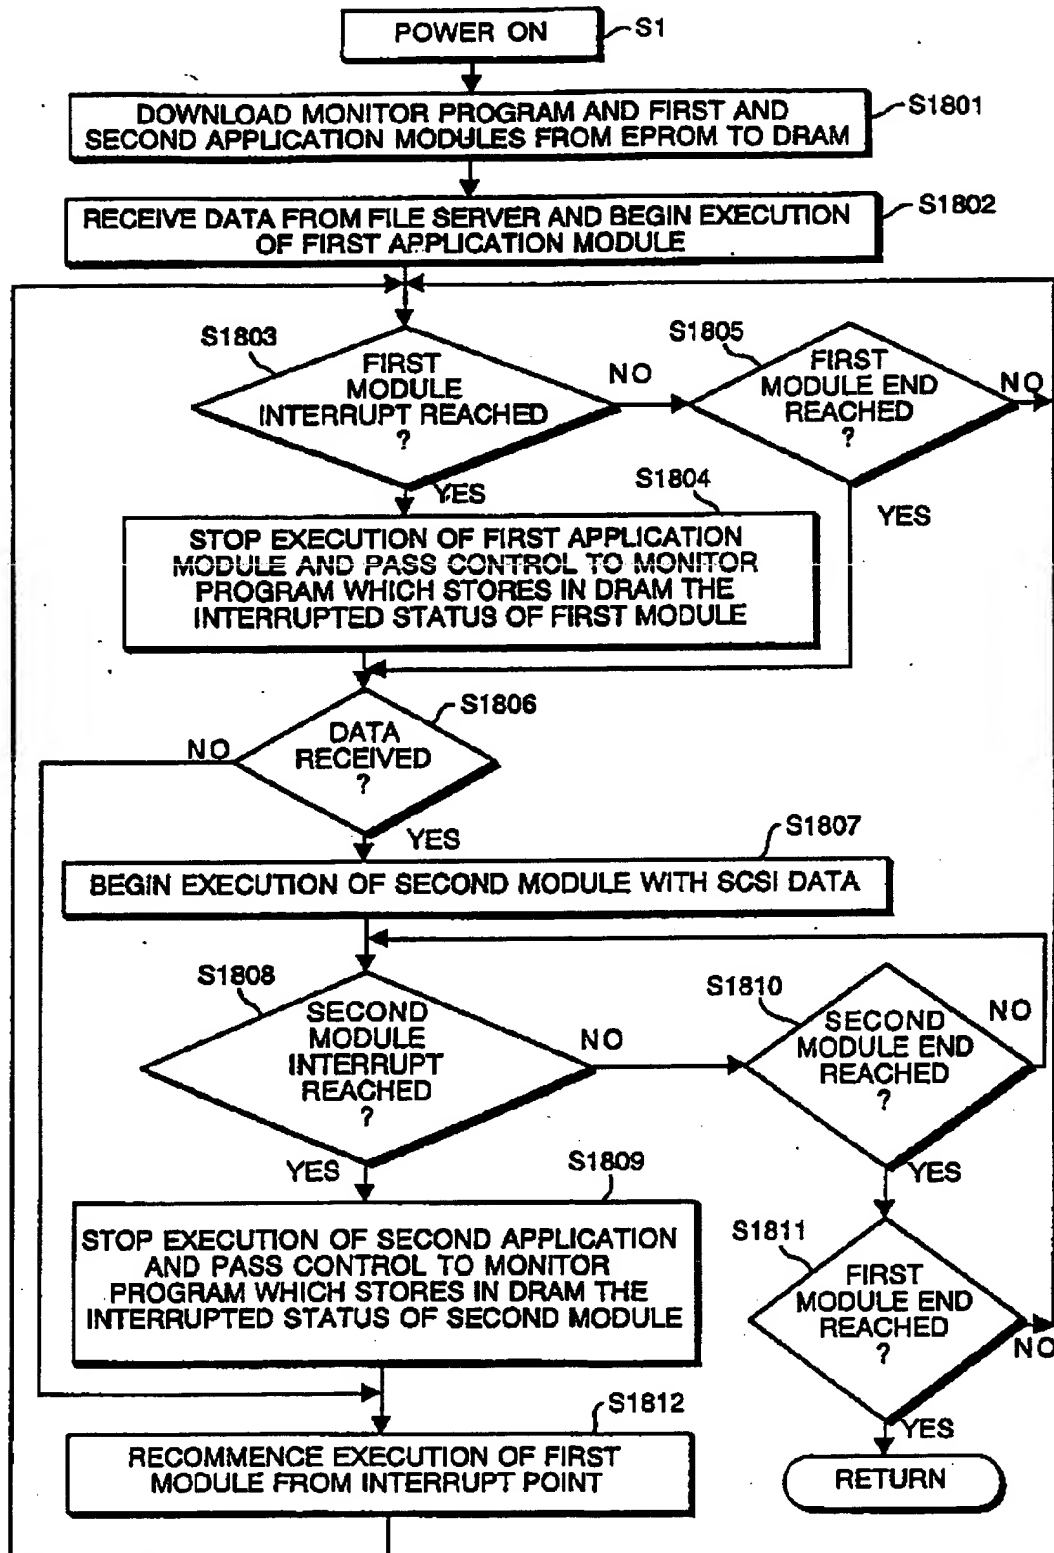 POWER ON
S1
DOWNLOAD MONITOR PROGRAM AND FIRST AND
SECOND APPLICATION MODULES FROM EPROM TO DRAM
S1801
RECEIVE DATA FROM FILE SERVER AND BEGIN EXECUTION
OF FIRST APPLICATION MODULE
S1802
S1803
FIRST
MODULE
INTERRUPT REACHED
?
NO
YES
S1805
FIRST
MODULE END
REACHED
?
NO
YES
S1804
STOP EXECUTION OF FIRST APPLICATION
MODULE AND PASS CONTROL TO MONITOR
PROGRAM WHICH STORES IN DRAM THE
INTERRUPTED STATUS OF FIRST MODULE
S1806
DATA
RECEIVED
?
NO
YES
S1807
BEGIN EXECUTION OF SECOND MODULE WITH SCSI DATA
S1808
SECOND
MODULE
INTERRUPT
REACHED
?
NO
YES
S1810
SECOND
MODULE END
REACHED
?
NO
YES
S1809
STOP EXECUTION OF SECOND APPLICATION
AND PASS CONTROL TO MONITOR
PROGRAM WHICH STORES IN DRAM THE
INTERRUPTED STATUS OF SECOND MODULE
S1811
FIRST
MODULE END
REACHED
?
NO
YES
S1812
RECOMMENCE EXECUTION OF FIRST
MODULE FROM INTERRUPT POINT
RETURN